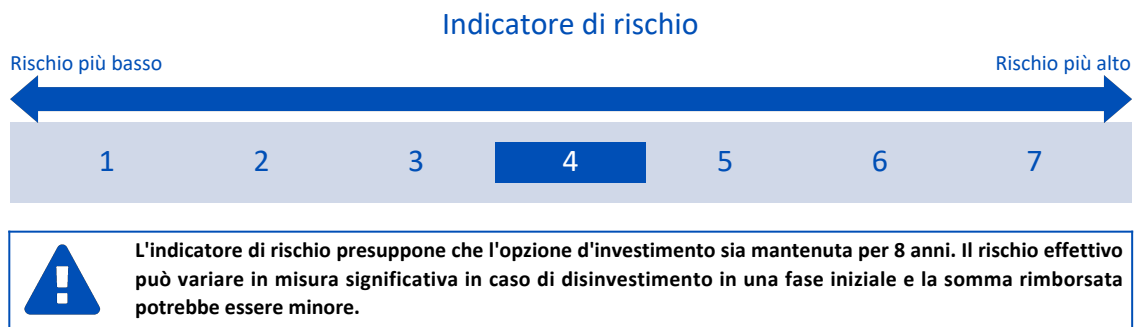 Indicatore di rischio
Rischio più basso Rischio più alto
1 2 3 4 5 6 7
L'indicatore di rischio presuppone che l'opzione d'investimento sia mantenuta per 8 anni. Il rischio effettivo
può variare in misura significativa in caso di disinvestimento in una fase iniziale e la somma rimborsata
potrebbe essere minore.